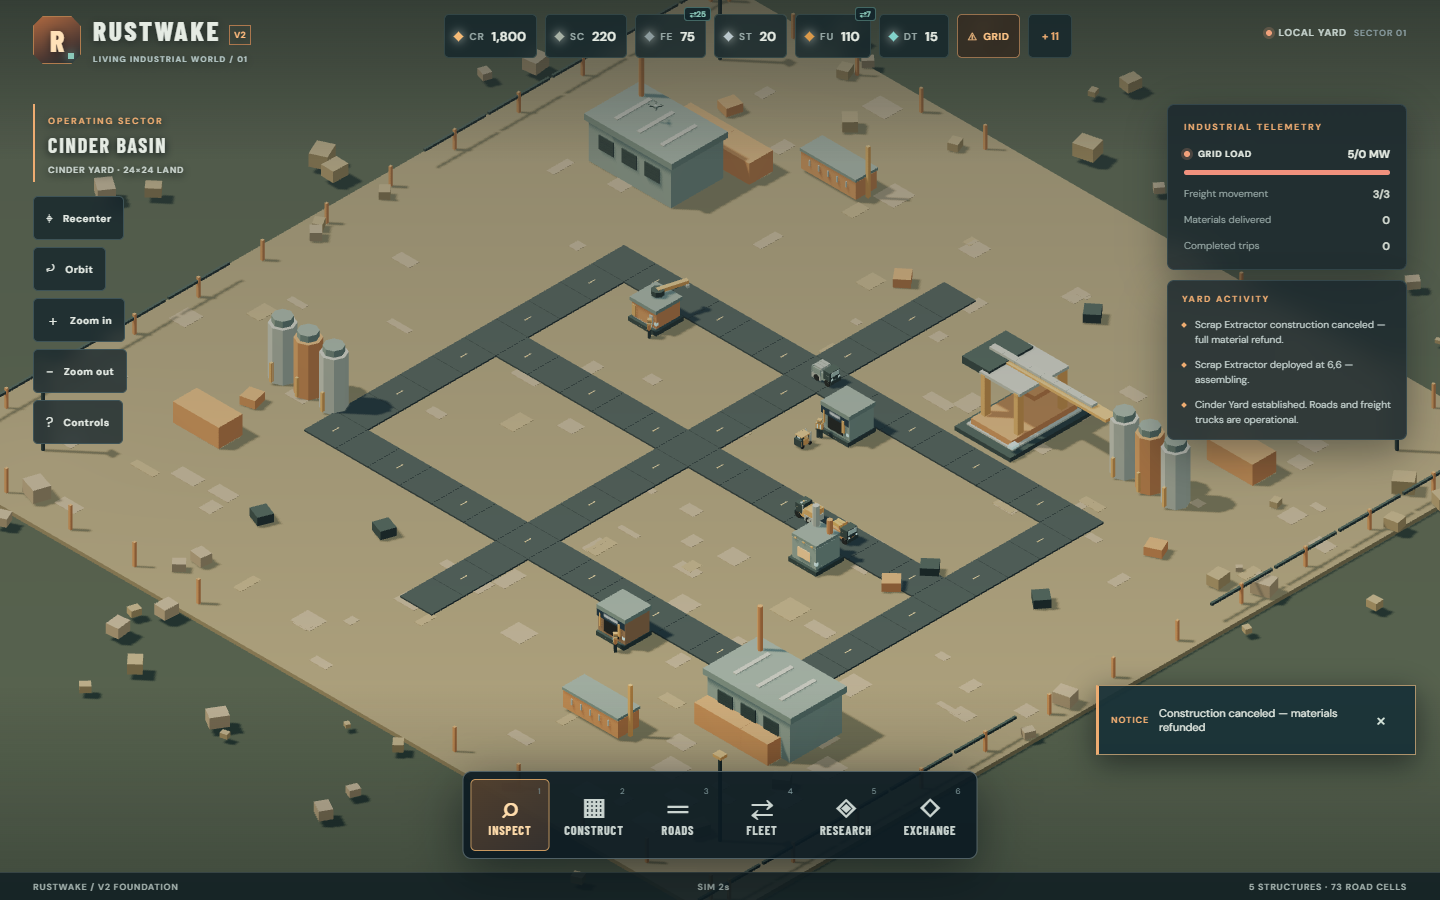 R
RUSTWAKE V2
LIVING INDUSTRIAL WORLD / 01
CR 1,800
SC 220
⇄25
FE 75
ST 20
⇄7
FU 110
DT 15
⚠ GRID
+ 11
LOCAL YARD SECTOR 01
OPERATING SECTOR
CINDER BASIN
CINDER YARD · 24×24 LAND
Recenter
Orbit
+ Zoom in
− Zoom out
? Controls
INDUSTRIAL TELEMETRY
GRID LOAD 5/0 MW
Freight movement 3/3
Materials delivered 0
Completed trips 0
YARD ACTIVITY
Scrap Extractor construction canceled —
full material refund.
Scrap Extractor deployed at 6,6 —
assembling.
Cinder Yard established. Roads and freight
trucks are operational.
NOTICE Construction canceled — materials
refunded ×
1
INSPECT
2
CONSTRUCT
3
ROADS
4
FLEET
5
RESEARCH
6
EXCHANGE
RUSTWAKE / V2 FOUNDATION
SIM 2s
5 STRUCTURES · 73 ROAD CELLS